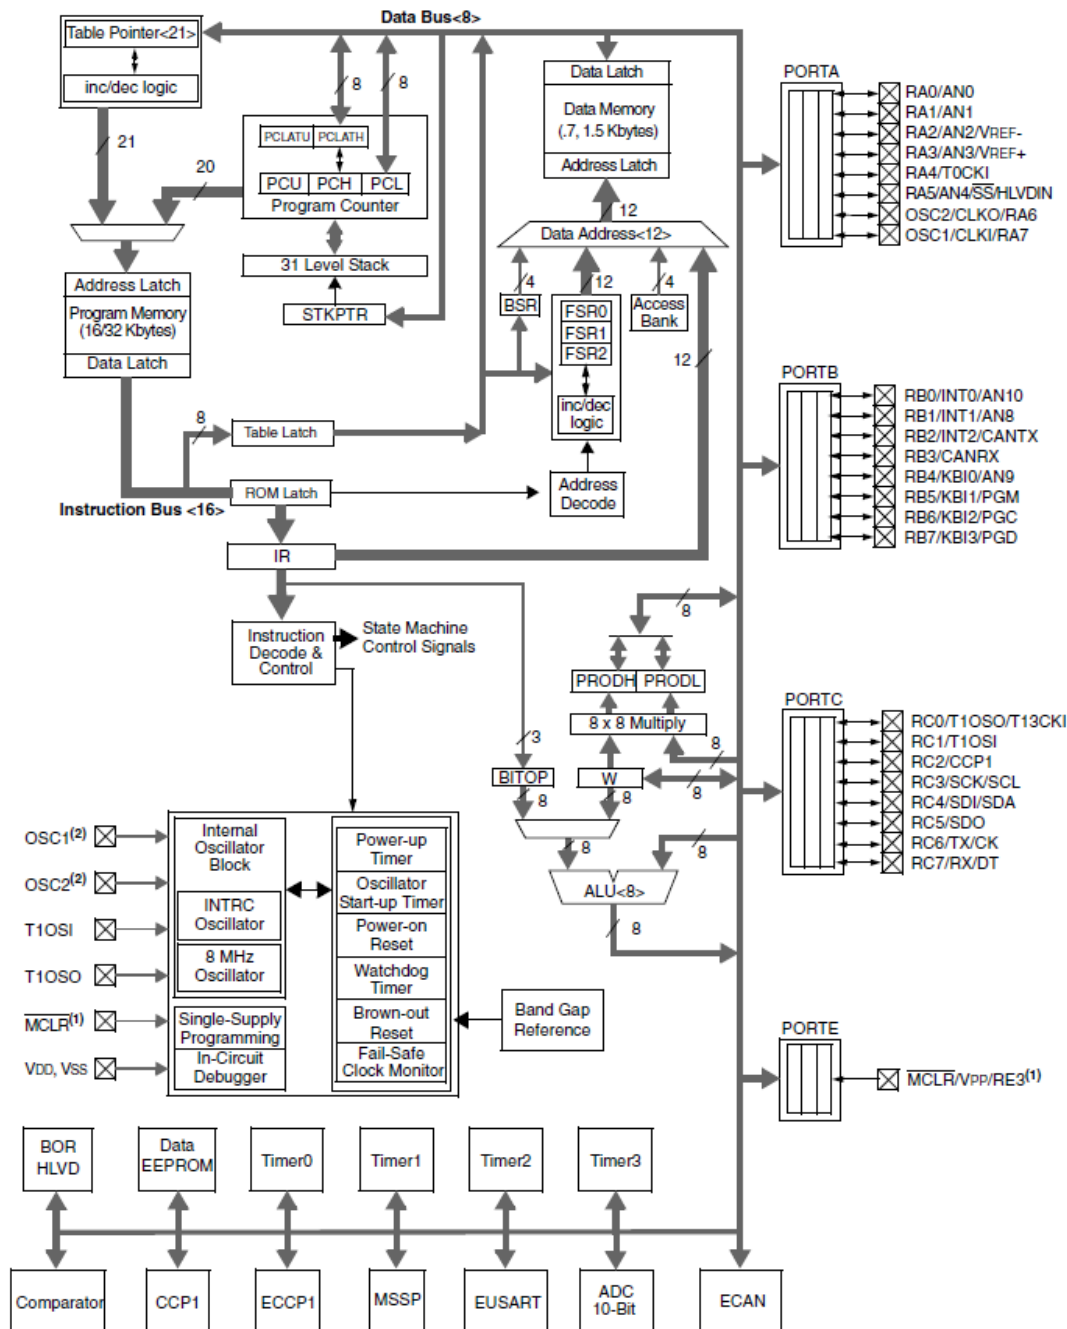 Data Bus<8>
Table Pointer<21>
inc/dec logic
21
20
8
8
PCLATU PCLATH
PCU PCH PCL
Program Counter
31 Level Stack
STKPTR
Data Latch
Data Memory
(.7, 1.5 Kbytes)
Address Latch
12
Data Address<12>
4
12
4
BSR
FSR0
FSR1
FSR2
inc/dec
logic
Access
Bank
12
Address Latch
Program Memory
(16/32 Kbytes)
Data Latch
8
Table Latch
ROM Latch
Instruction Bus <16>
Address
Decode
IR
Instruction
Decode &
Control
State Machine
Control Signals
8
PRODH PRODL
8 x 8 Multiply
3
BITOP
W
8
8
8
8
8
8
ALU<8>
8
PORTA
RA0/AN0
RA1/AN1
RA2/AN2/VREF-
RA3/AN3/VREF+
RA4/T0CKI
RA5/AN4/SS/HLVDIN
OSC2/CLKO/RA6
OSC1/CLKI/RA7
PORTB
RB0/INT0/AN10
RB1/INT1/AN8
RB2/INT2/CANTX
RB3/CANRX
RB4/KBI0/AN9
RB5/KBI1/PGM
RB6/KBI2/PGC
RB7/KBI3/PGD
PORTC
RC0/T1OSO/T13CKI
RC1/T1OSI
RC2/CCP1
RC3/SCK/SCL
RC4/SDI/SDA
RC5/SDO
RC6/TX/CK
RC7/RX/DT
PORTE
MCLR/VPP/RE3(1)
OSC1(2)
OSC2(2)
T1OSI
T1OSO
MCLR(1)
VDD, VSS
Internal
Oscillator
Block
INTRC
Oscillator
8 MHz
Oscillator
Single-Supply
Programming
In-Circuit
Debugger
Power-up
Timer
Oscillator
Start-up Timer
Power-on
Reset
Watchdog
Timer
Brown-out
Reset
Fail-Safe
Clock Monitor
Band Gap
Reference
BOR
HLVD
Data
EEPROM
Timer0
Timer1
Timer2
Timer3
Comparator
CCP1
ECCP1
MSSP
EUSART
ADC
10-Bit
ECAN